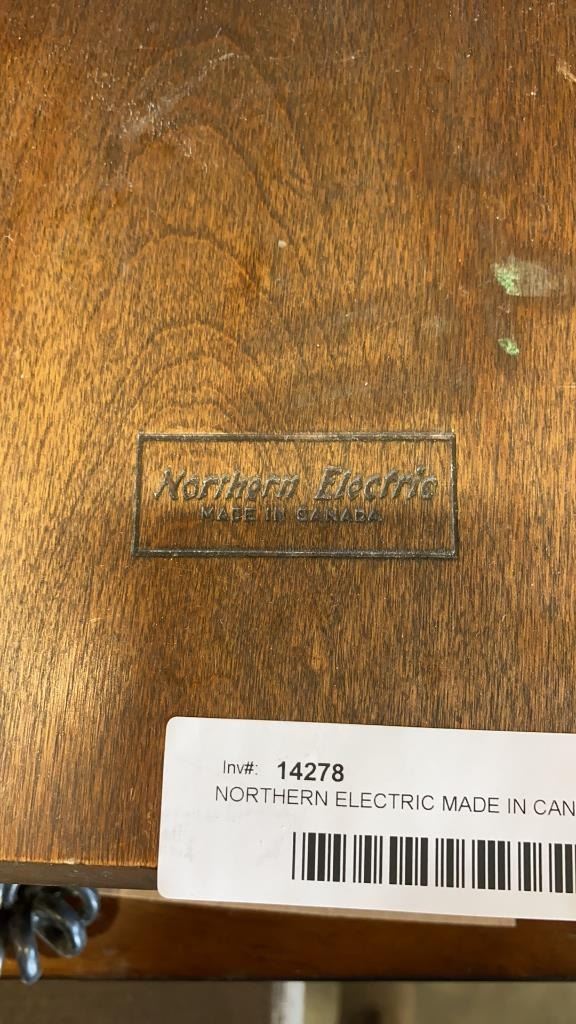 Northern Electric
MADE IN CANADA
Inv#: 14278
NORTHERN ELECTRIC MADE IN CAN